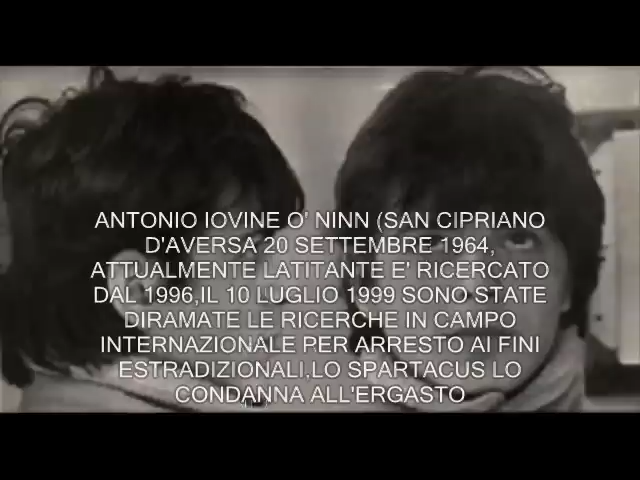 ANTONIO IOVINE O' NINN (SAN CIPRIANO
D'AVERSA 20 SETTEMBRE 1964,
ATTUALMENTE LATITANTE E' RICERCATO
DAL 1996,IL 10 LUGLIO 1999 SONO STATE
DIRAMATE LE RICERCHE IN CAMPO
INTERNAZIONALE PER ARRESTO AI FINI
ESTRADIZIONALI,LO SPARTACUS LO
CONDANNA ALL'ERGASTO